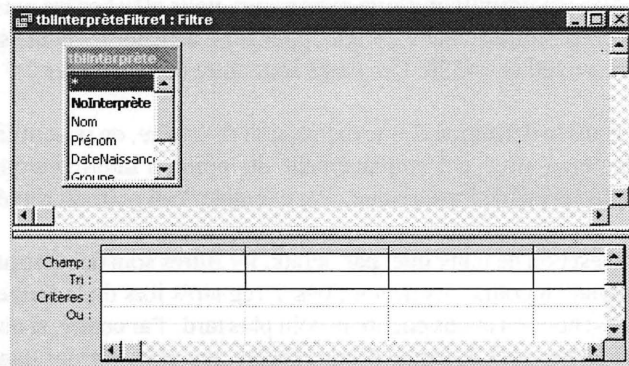 tblInterprèteFiltre1 : Filtre
tblInterprète
*
NoInterprète
Nom
Prénom
DateNaissance
Groupe
Champ :
Tri :
Critères :
Ou :